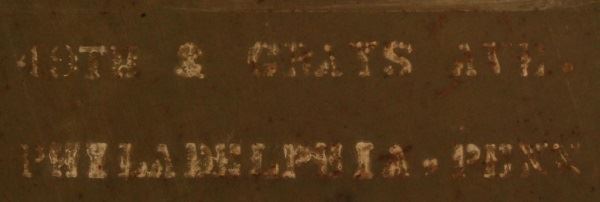 49TH & GRAYS AVE.
PHILADELPHIA. PENN